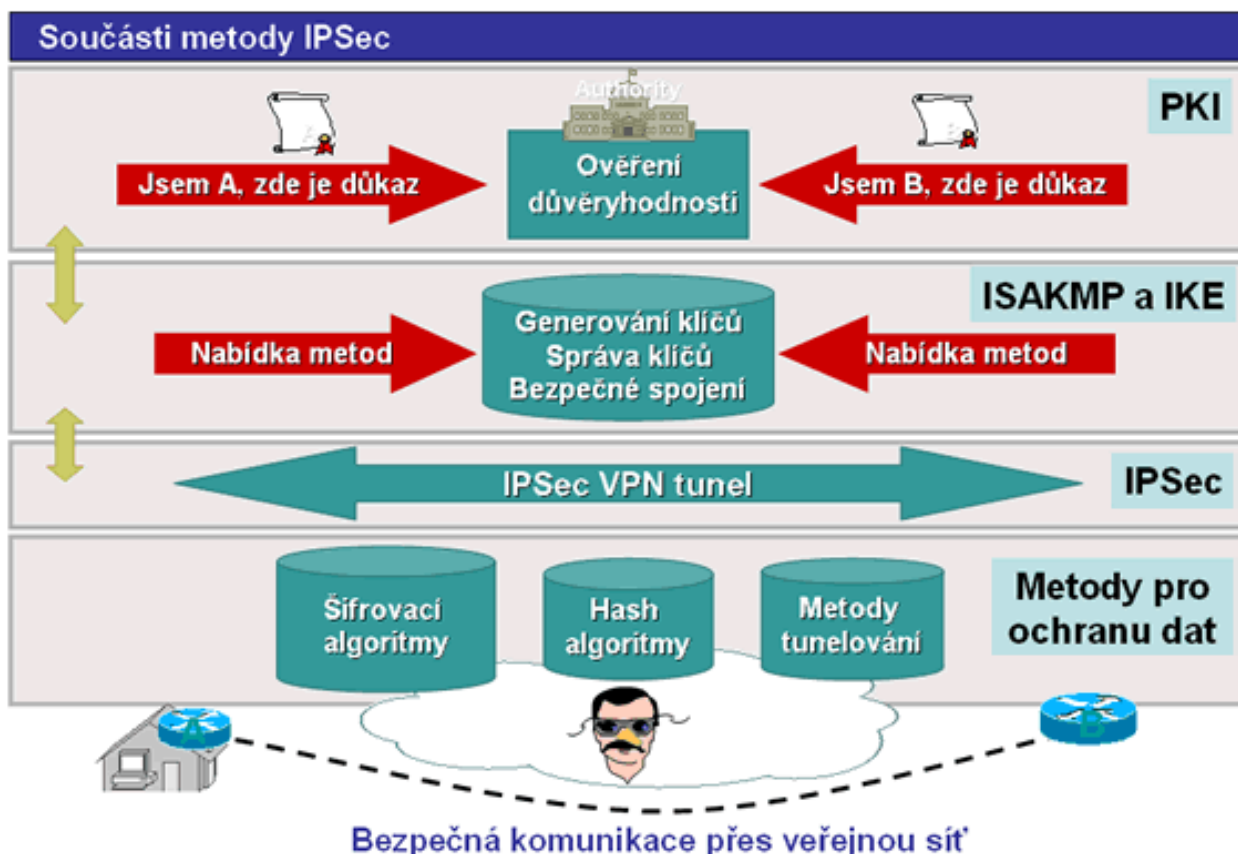 Součásti metody IPSec
Authority
PKI
A
B
Jsem A, zde je důkaz
Ověření
důvěryhodnosti
Jsem B, zde je důkaz
ISAKMP a IKE
Generování klíčů
Správa klíčů
Bezpečné spojení
Nabídka metod
Nabídka metod
IPSec VPN tunel
IPSec
Šifrovací
algoritmy
Hash
algoritmy
Metody
tunelování
Metody pro
ochranu dat
A
B
Bezpečná komunikace přes veřejnou síť